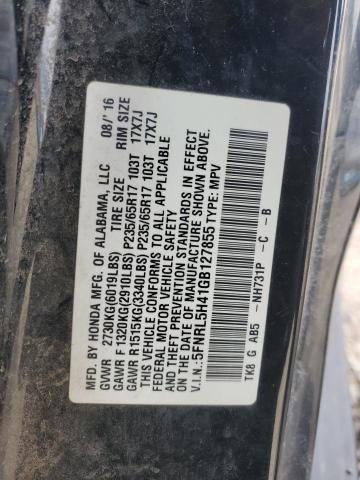 MFD. BY HONDA MFG. OF ALABAMA, LLC 08/'16
GVWR 2730KG(6019LBS) TIRE SIZE RIM SIZE
GAWR F 1320KG(2910LBS) P235/65R17 103T 17X7J
GAWR R1515KG(3340LBS) P235/65R17 103T 17X7J
THIS VEHICLE CONFORMS TO ALL APPLICABLE
FEDERAL MOTOR VEHICLE SAFETY AND
THEFT PREVENTION STANDARDS IN EFFECT
ON THE DATE OF MANUFACTURE SHOWN ABOVE.
V.I.N.:5FNRL5H41GB127855 TYPE: MPV
TK8 G AB5 -NH731P - C - B